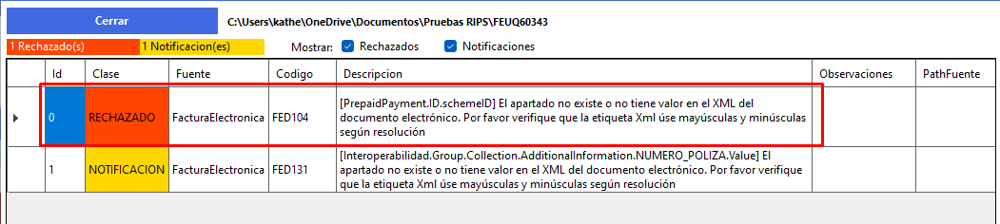 Cerrar
C:\Users\kathe\OneDrive\Documentos\Pruebas RIPS\FEUQ60343
1 Rechazado(s)
1 Notificacion(es)
Mostrar:
Rechazados
Notificaciones
Id Clase Fuente Codigo Descripcion Observaciones PathFuente
[PrepaidPayment.ID.schemeID] El apartado no existe o no tiene valor en el XML del
0 RECHAZADO FacturaElectronica FED104 documento electrónico. Por favor verifique que la etiqueta Xml úse mayúsculas y minúsculas
según resolución
[Interoperabilidad.Group.Collection.AdditionalInformation.NUMERO_POLIZA.Value] El
1 NOTIFICACION FacturaElectronica FED131 apartado no existe o no tiene valor en el XML del documento electrónico. Por favor verifique
que la etiqueta Xml úse mayúsculas y minúsculas según resolución